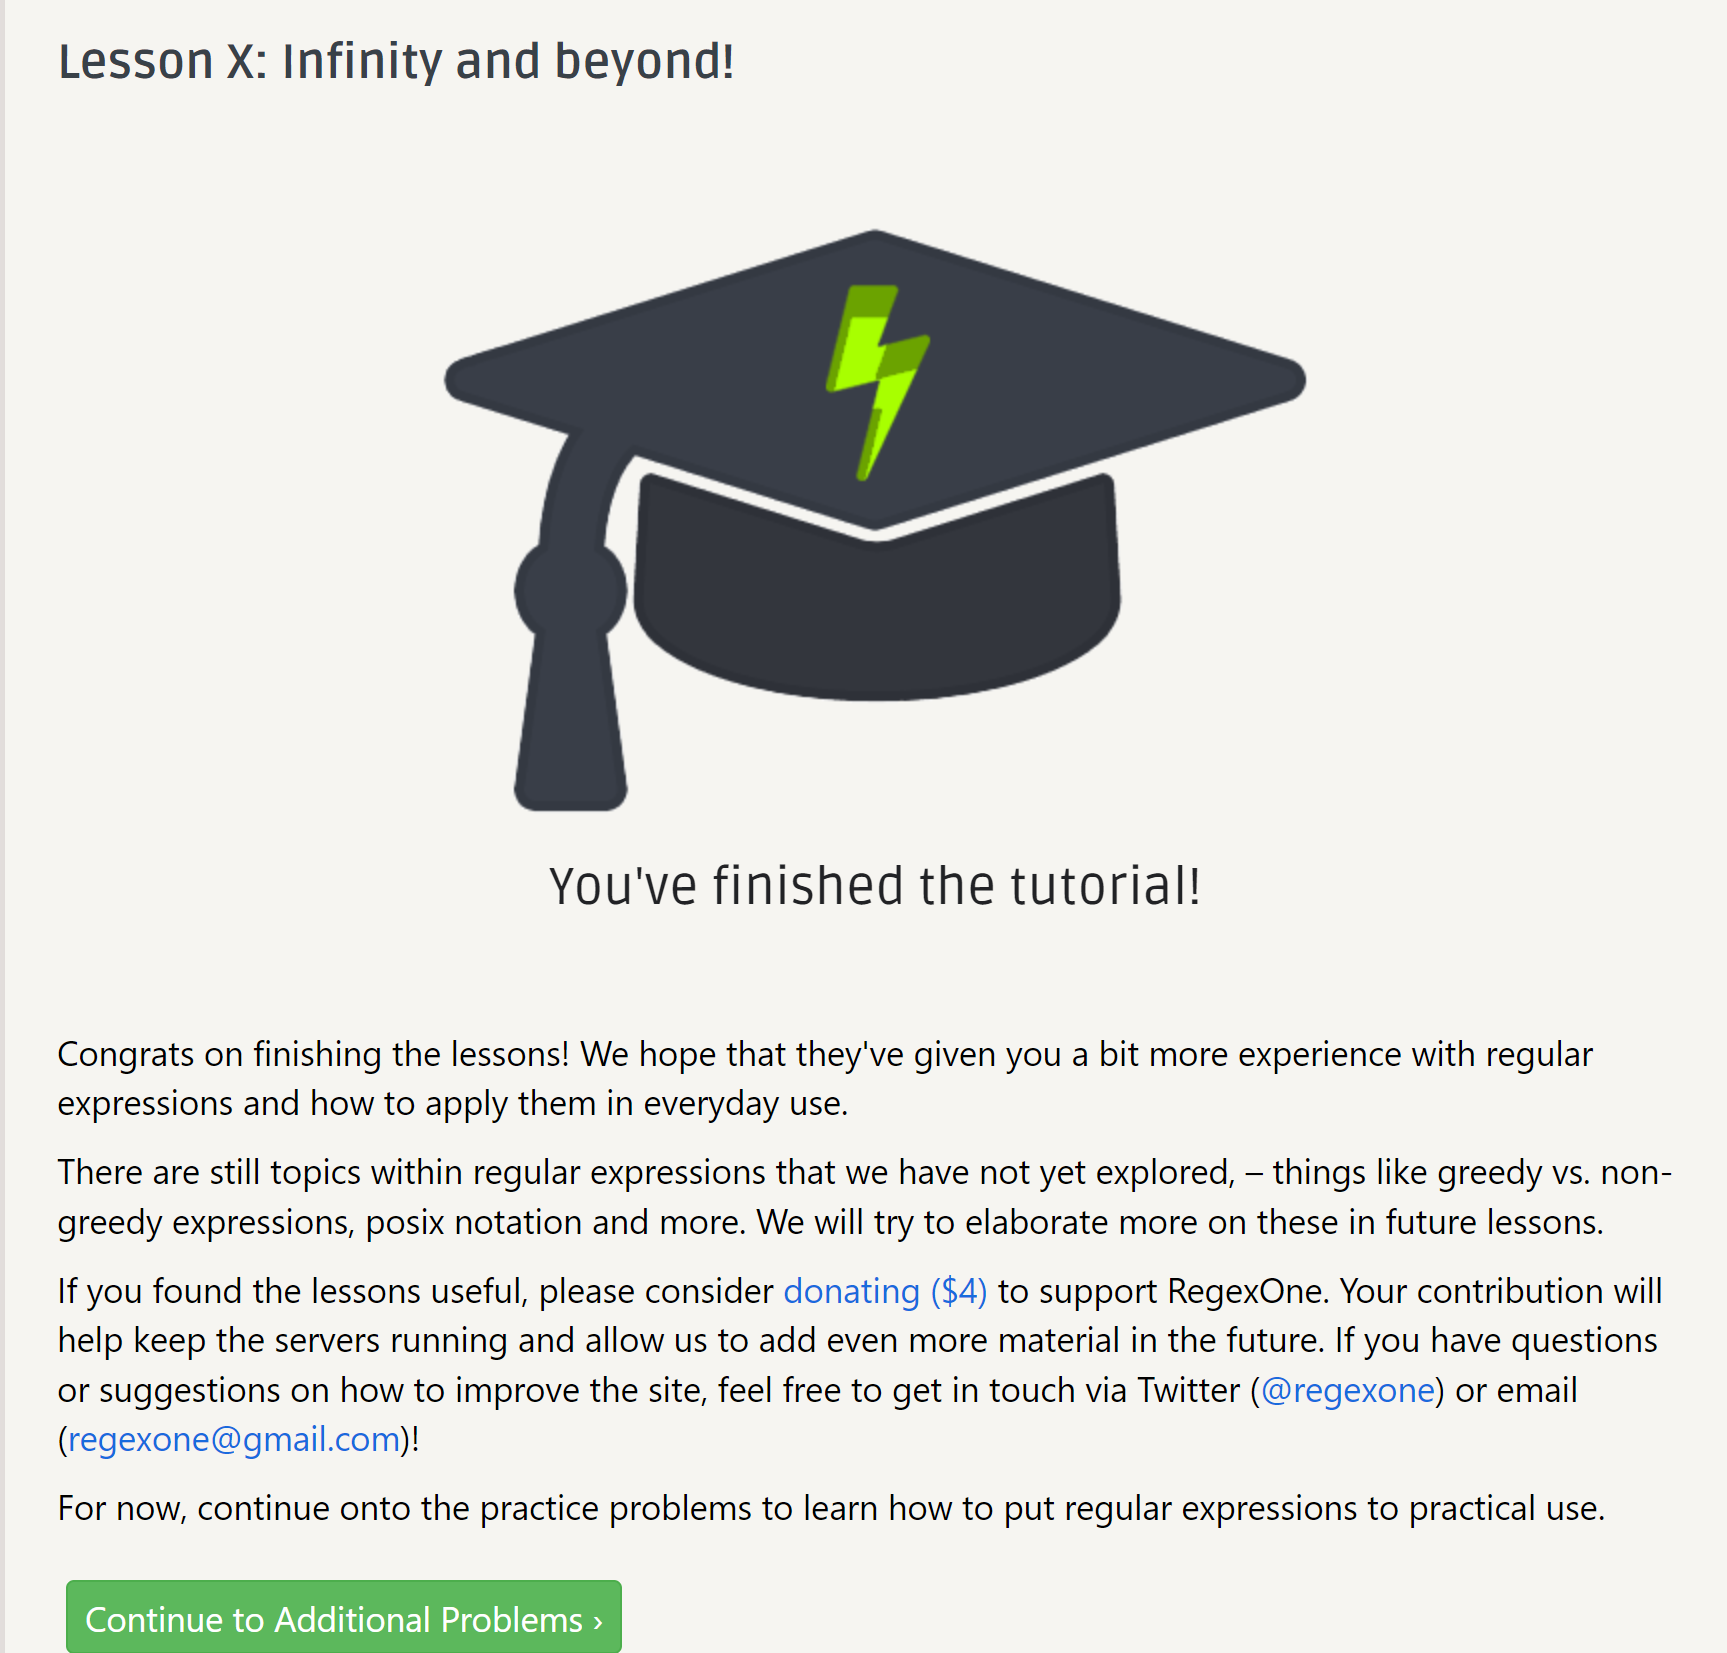 Lesson X: Infinity and beyond!
You've finished the tutorial!
Congrats on finishing the lessons! We hope that they've given you a bit more experience with regular
expressions and how to apply them in everyday use.
There are still topics within regular expressions that we have not yet explored, – things like greedy vs. non-
greedy expressions, posix notation and more. We will try to elaborate more on these in future lessons.
If you found the lessons useful, please consider donating ($4) to support RegexOne. Your contribution will
help keep the servers running and allow us to add even more material in the future. If you have questions
or suggestions on how to improve the site, feel free to get in touch via Twitter (@regexone) or email
(regexone@gmail.com)!
For now, continue onto the practice problems to learn how to put regular expressions to practical use.
Continue to Additional Problems ›